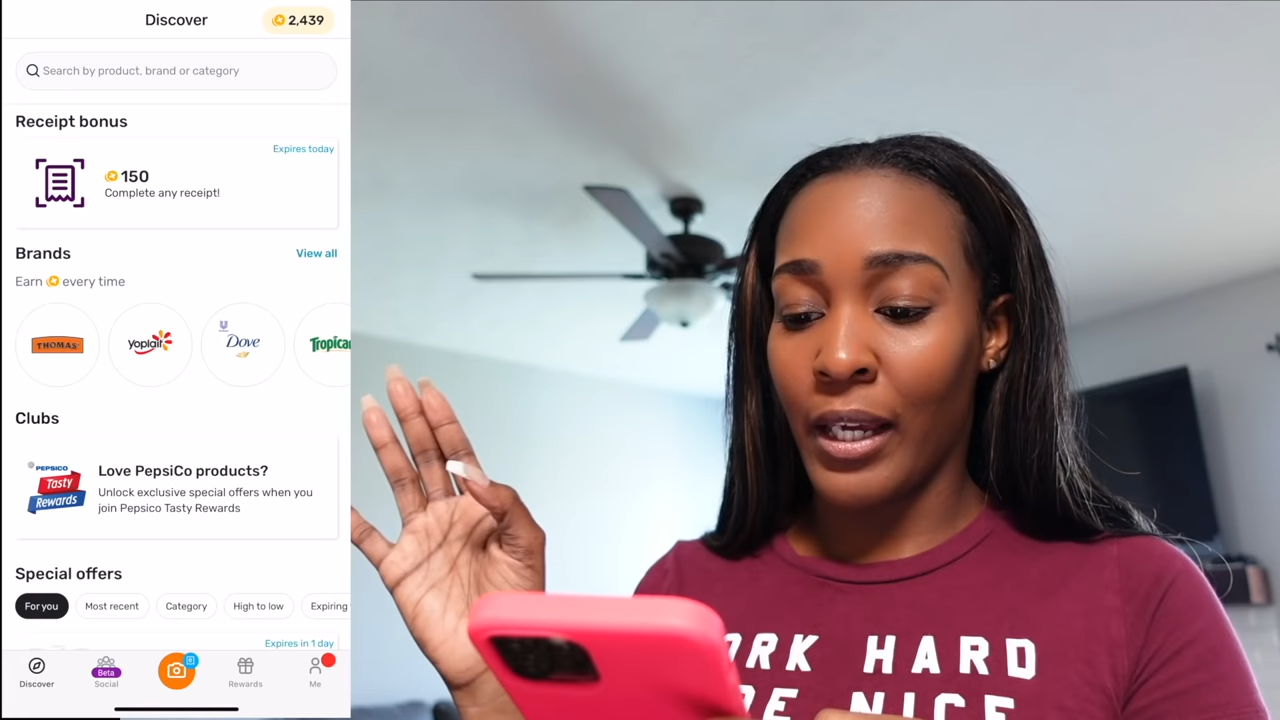 Discover
2,439
Search by product, brand or category
Receipt bonus
Expires today
150
Complete any receipt!
Brands
View all
Earn every time
THOMAS'
yoplait
Dove
Clubs
PEPSICO
Tasty
Rewards
Love PepsiCo products?
Unlock exclusive special offers when you
join Pepsico Tasty Rewards
Special offers
For you
Most recent
Category
High to low
Expiring
Expires in 1 day
Discover
Beta
Social
Rewards
Me
HARD
NICE